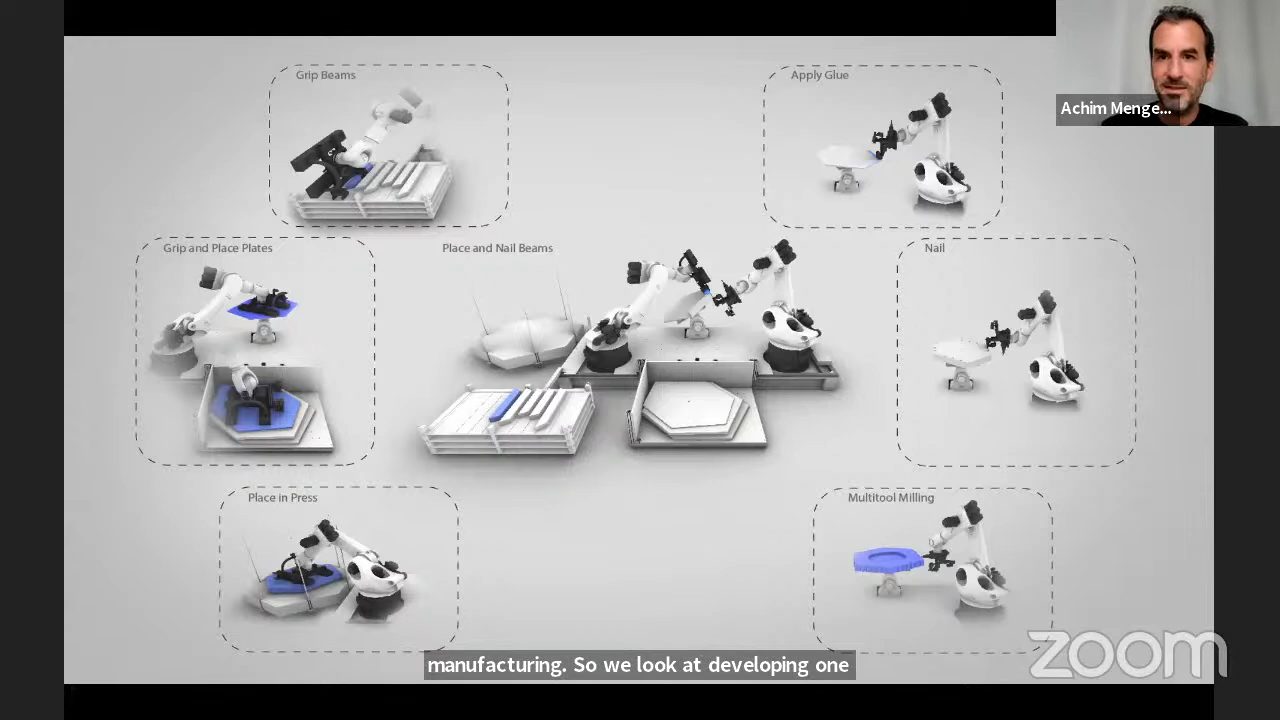 Grip Beams
Apply Glue
Achim Menge...
Grip and Place Plates
Place and Nail Beams
Nail
Place in Press
Multitool Milling
manufacturing. So we look at developing one
zoom